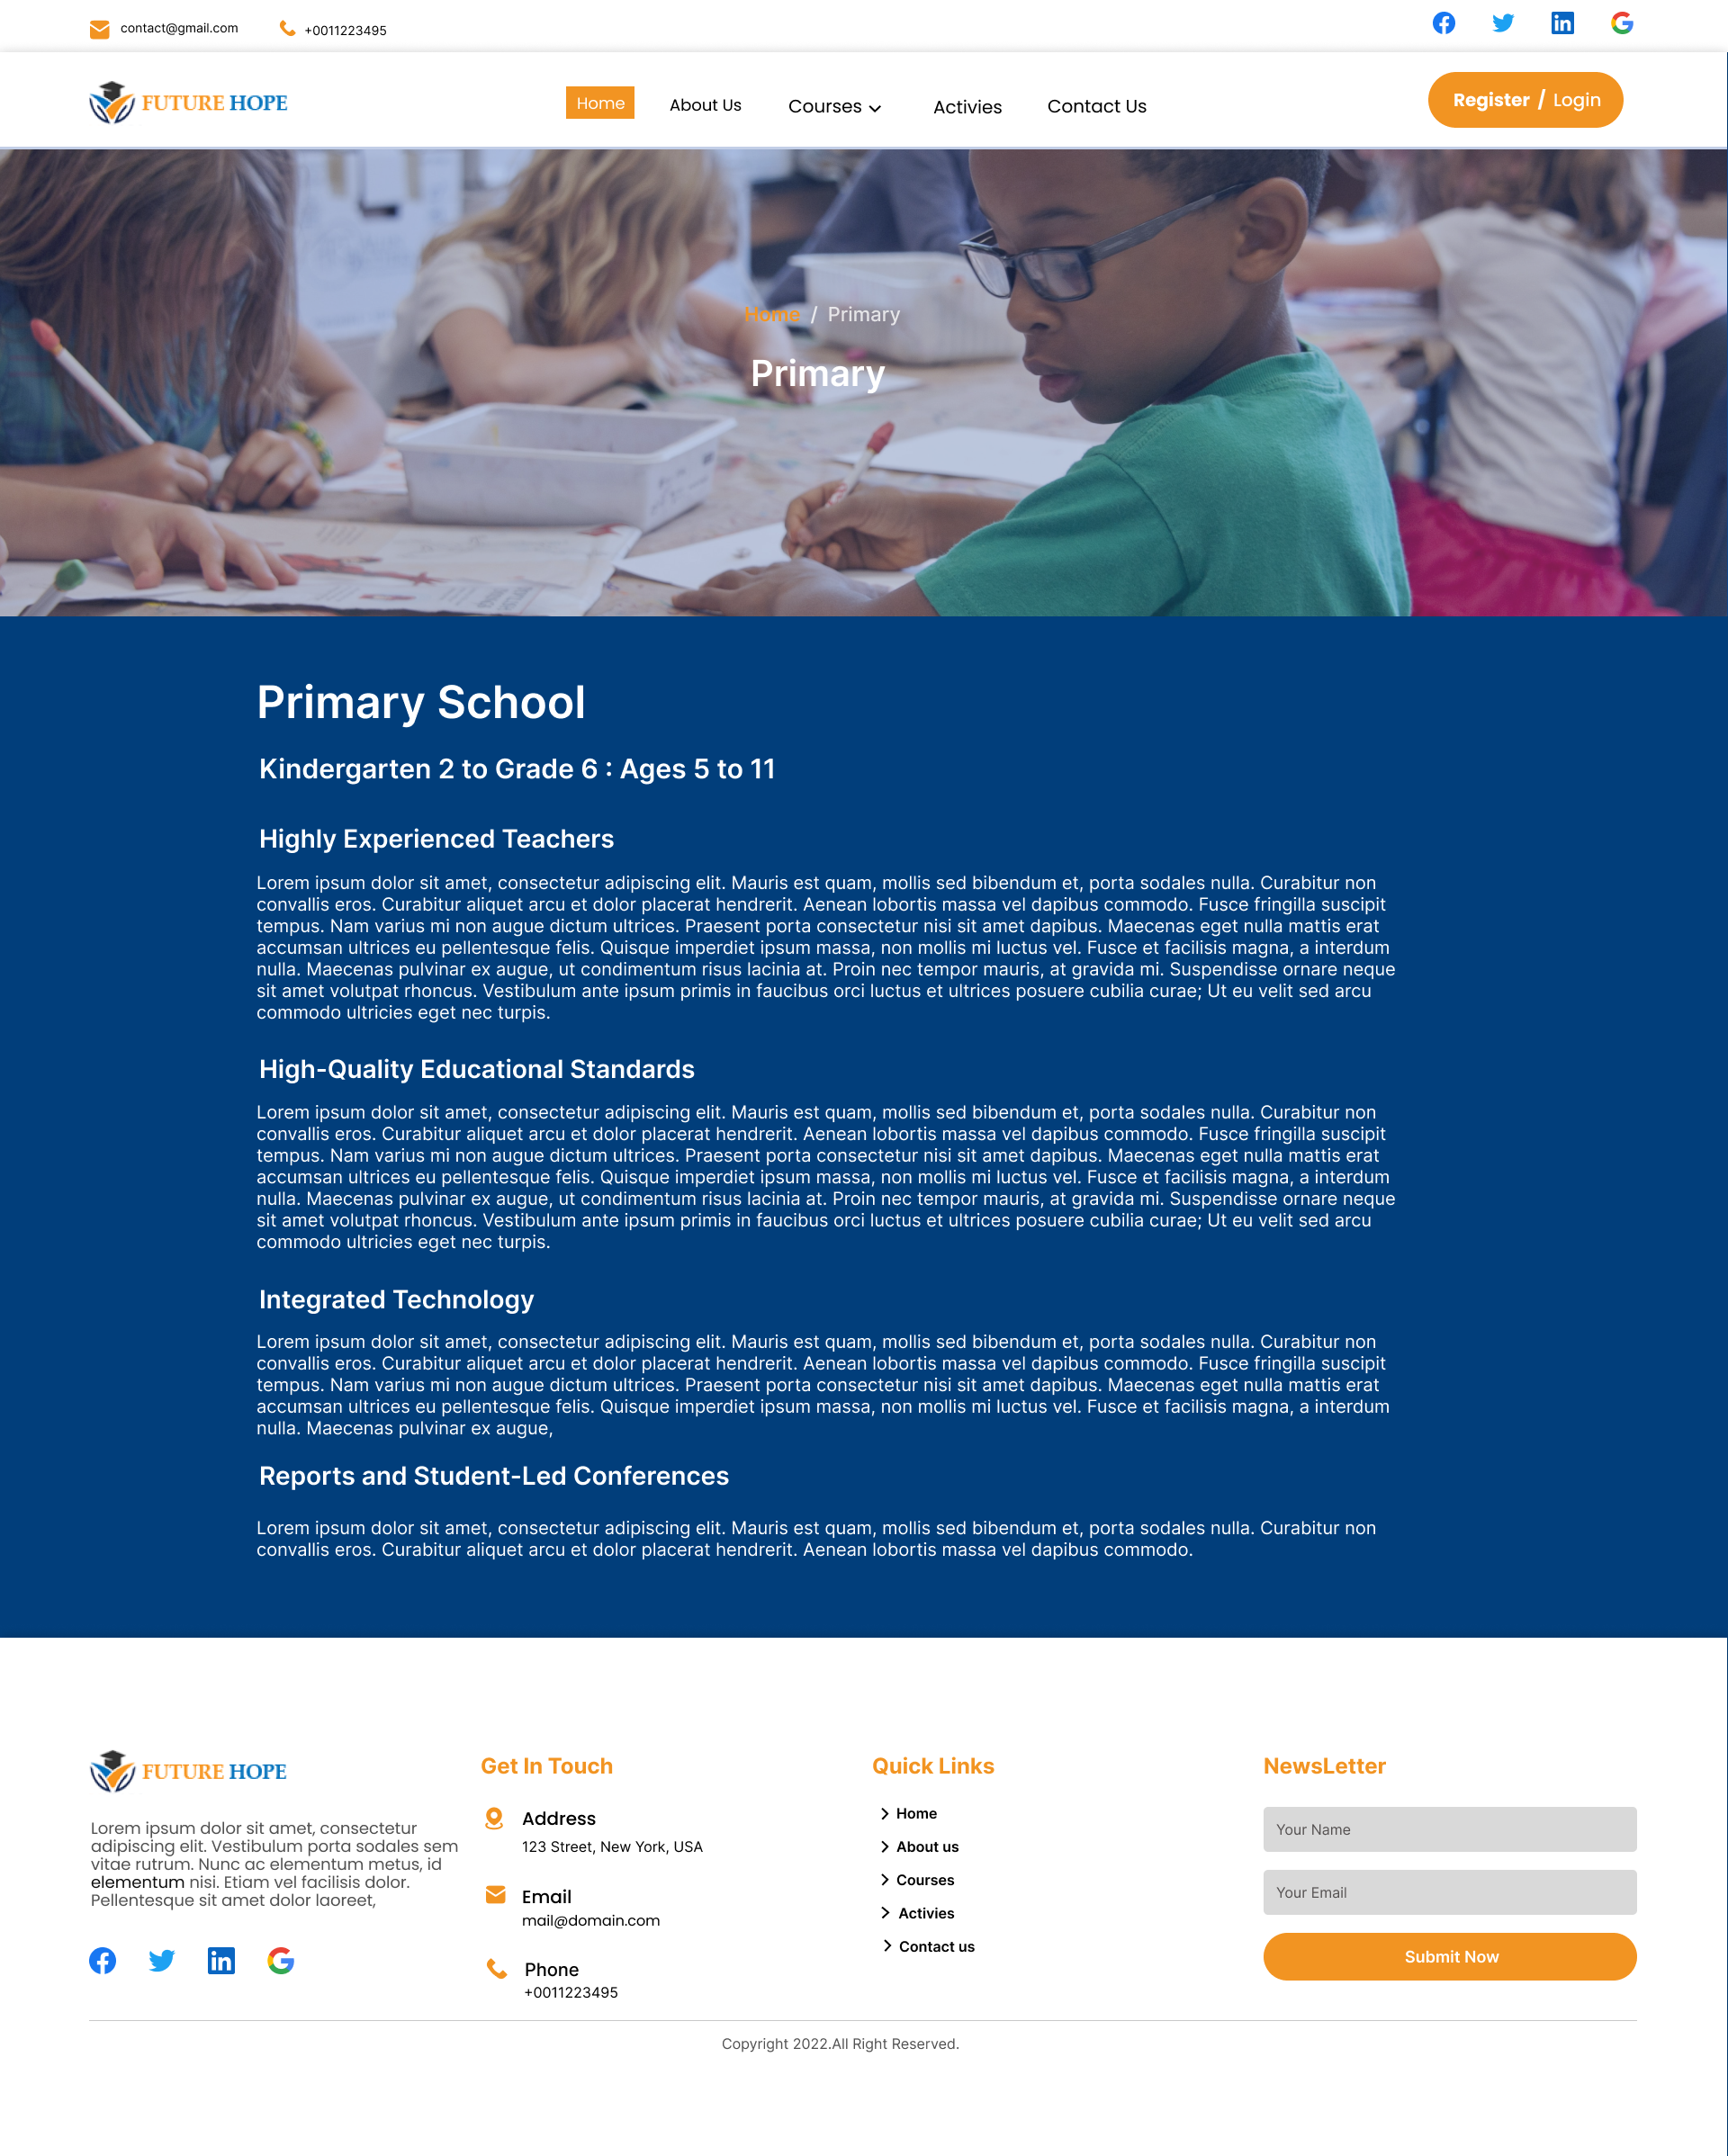 contact@gmail.com
+0011223495
FUTURE HOPE
Home
About Us
Courses
Activies
Contact Us
Register / Login
Home / Primary
Primary
Primary School
Kindergarten 2 to Grade 6 : Ages 5 to 11
Highly Experienced Teachers
Lorem ipsum dolor sit amet, consectetur adipiscing elit. Mauris est quam, mollis sed bibendum et, porta sodales nulla. Curabitur non
convallis eros. Curabitur aliquet arcu et dolor placerat hendrerit. Aenean lobortis massa vel dapibus commodo. Fusce fringilla suscipit
tempus. Nam varius mi non augue dictum ultrices. Praesent porta consectetur nisi sit amet dapibus. Maecenas eget nulla mattis erat
accumsan ultrices eu pellentesque felis. Quisque imperdiet ipsum massa, non mollis mi luctus vel. Fusce et facilisis magna, a interdum
nulla. Maecenas pulvinar ex augue, ut condimentum risus lacinia at. Proin nec tempor mauris, at gravida mi. Suspendisse ornare neque
sit amet volutpat rhoncus. Vestibulum ante ipsum primis in faucibus orci luctus et ultrices posuere cubilia curae; Ut eu velit sed arcu
commodo ultricies eget nec turpis.
High-Quality Educational Standards
Lorem ipsum dolor sit amet, consectetur adipiscing elit. Mauris est quam, mollis sed bibendum et, porta sodales nulla. Curabitur non
convallis eros. Curabitur aliquet arcu et dolor placerat hendrerit. Aenean lobortis massa vel dapibus commodo. Fusce fringilla suscipit
tempus. Nam varius mi non augue dictum ultrices. Praesent porta consectetur nisi sit amet dapibus. Maecenas eget nulla mattis erat
accumsan ultrices eu pellentesque felis. Quisque imperdiet ipsum massa, non mollis mi luctus vel. Fusce et facilisis magna, a interdum
nulla. Maecenas pulvinar ex augue, ut condimentum risus lacinia at. Proin nec tempor mauris, at gravida mi. Suspendisse ornare neque
sit amet volutpat rhoncus. Vestibulum ante ipsum primis in faucibus orci luctus et ultrices posuere cubilia curae; Ut eu velit sed arcu
commodo ultricies eget nec turpis.
Integrated Technology
Lorem ipsum dolor sit amet, consectetur adipiscing elit. Mauris est quam, mollis sed bibendum et, porta sodales nulla. Curabitur non
convallis eros. Curabitur aliquet arcu et dolor placerat hendrerit. Aenean lobortis massa vel dapibus commodo. Fusce fringilla suscipit
tempus. Nam varius mi non augue dictum ultrices. Praesent porta consectetur nisi sit amet dapibus. Maecenas eget nulla mattis erat
accumsan ultrices eu pellentesque felis. Quisque imperdiet ipsum massa, non mollis mi luctus vel. Fusce et facilisis magna, a interdum
nulla. Maecenas pulvinar ex augue,
Reports and Student-Led Conferences
Lorem ipsum dolor sit amet, consectetur adipiscing elit. Mauris est quam, mollis sed bibendum et, porta sodales nulla. Curabitur non
convallis eros. Curabitur aliquet arcu et dolor placerat hendrerit. Aenean lobortis massa vel dapibus commodo.
FUTURE HOPE
Lorem ipsum dolor sit amet, consectetur
adipiscing elit. Vestibulum porta sodales sem
vitae rutrum. Nunc ac elementum metus, id
elementum nisi. Etiam vel facilisis dolor.
Pellentesque sit amet dolor laoreet,
Get In Touch
Address
123 Street, New York, USA
Email
mail@domain.com
Phone
+0011223495
Quick Links
Home
About us
Courses
Activies
Contact us
NewsLetter
Your Name
Your Email
Submit Now
Copyright 2022.All Right Reserved.